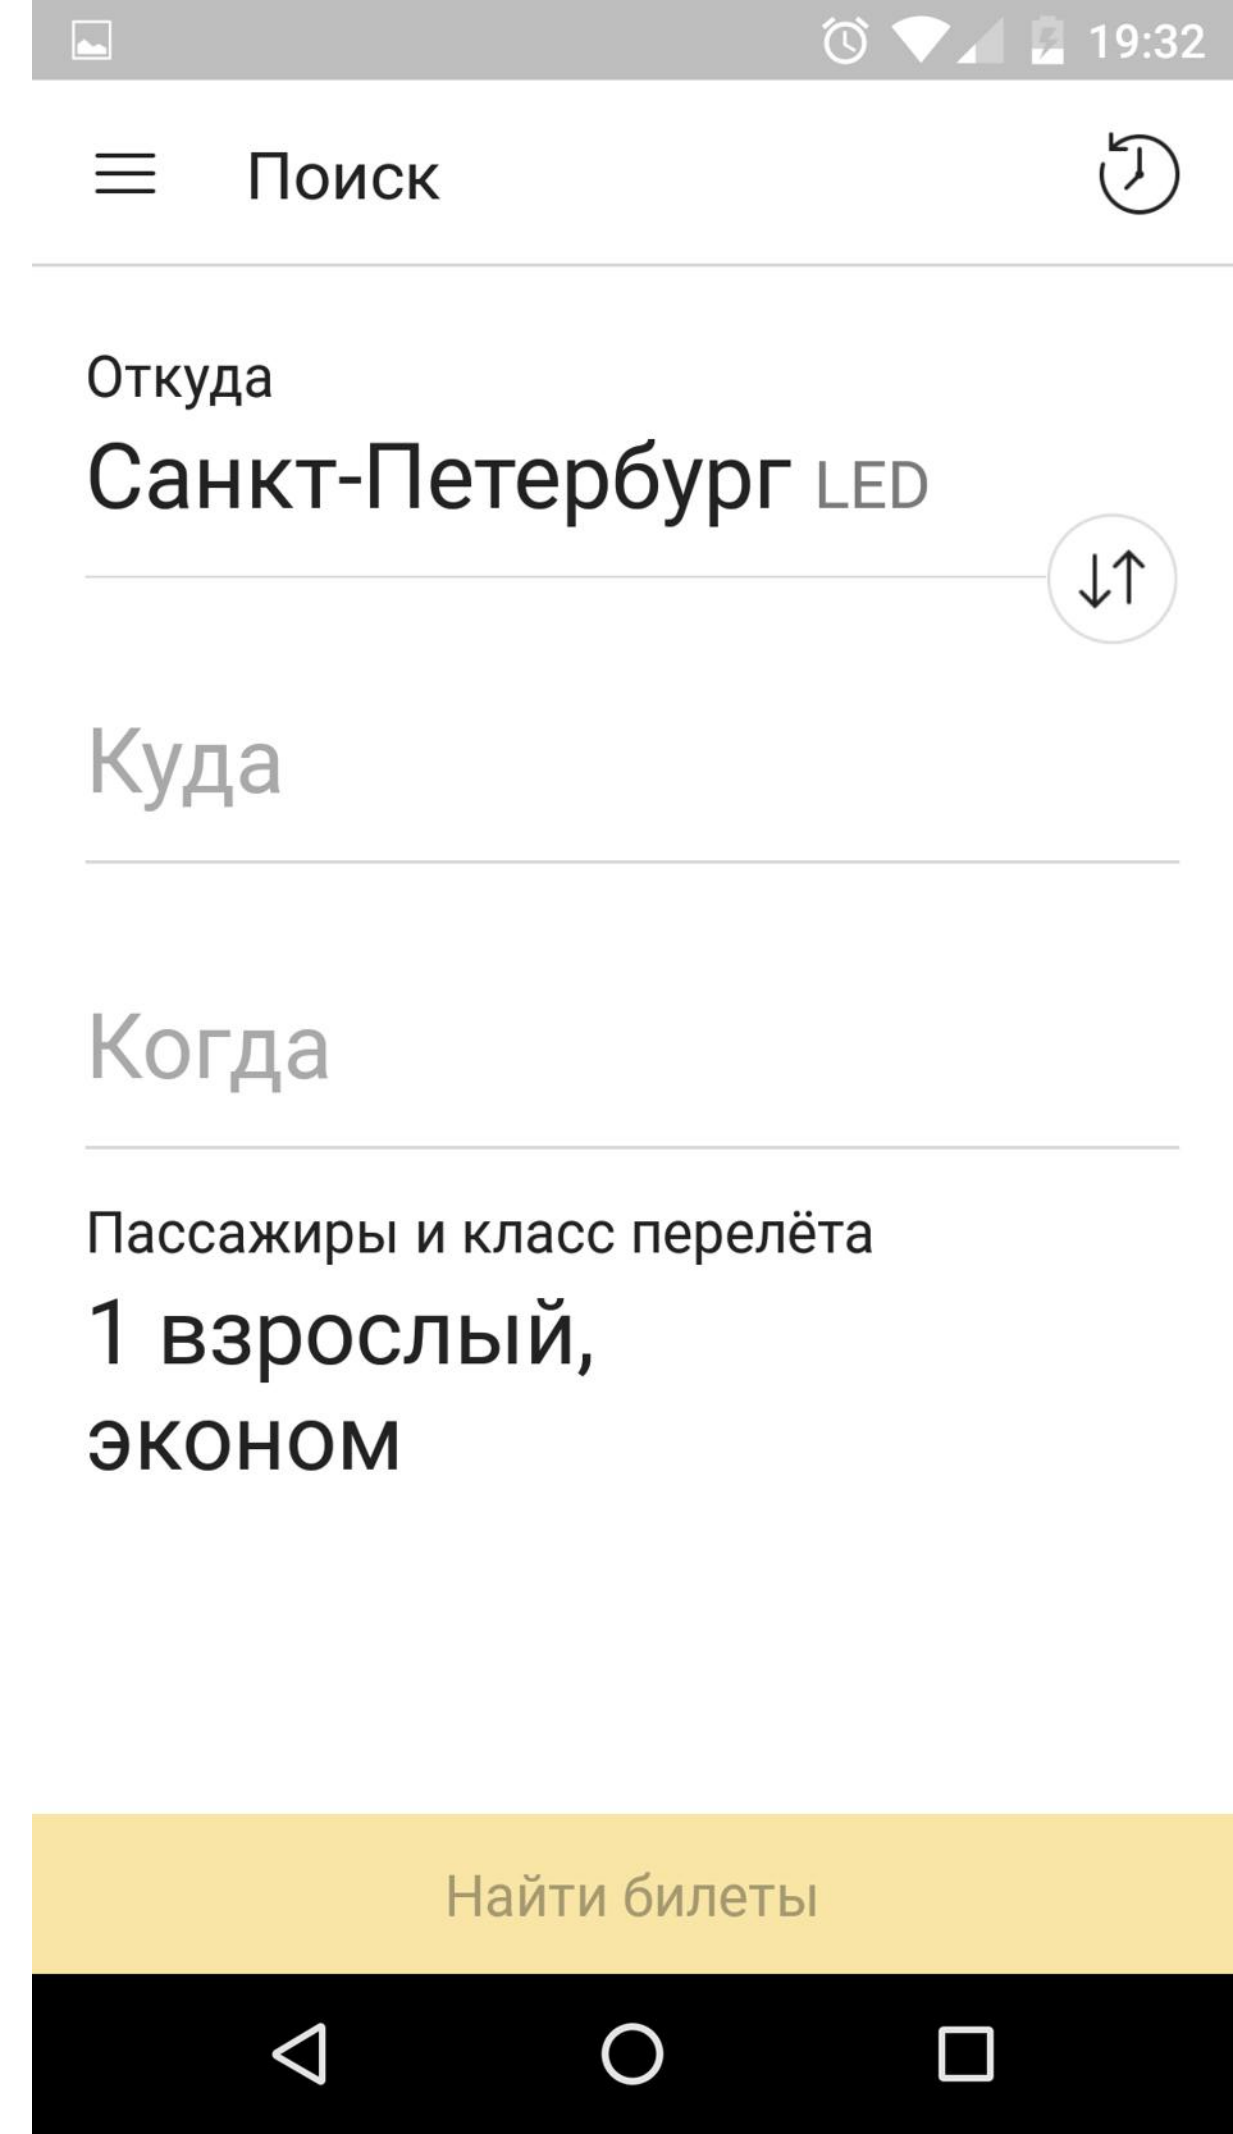 19:32
Поиск
Откуда
Санкт-Петербург LED
Куда
Когда
Пассажиры и класс перелёта
1 взрослый,
эконом
Найти билеты